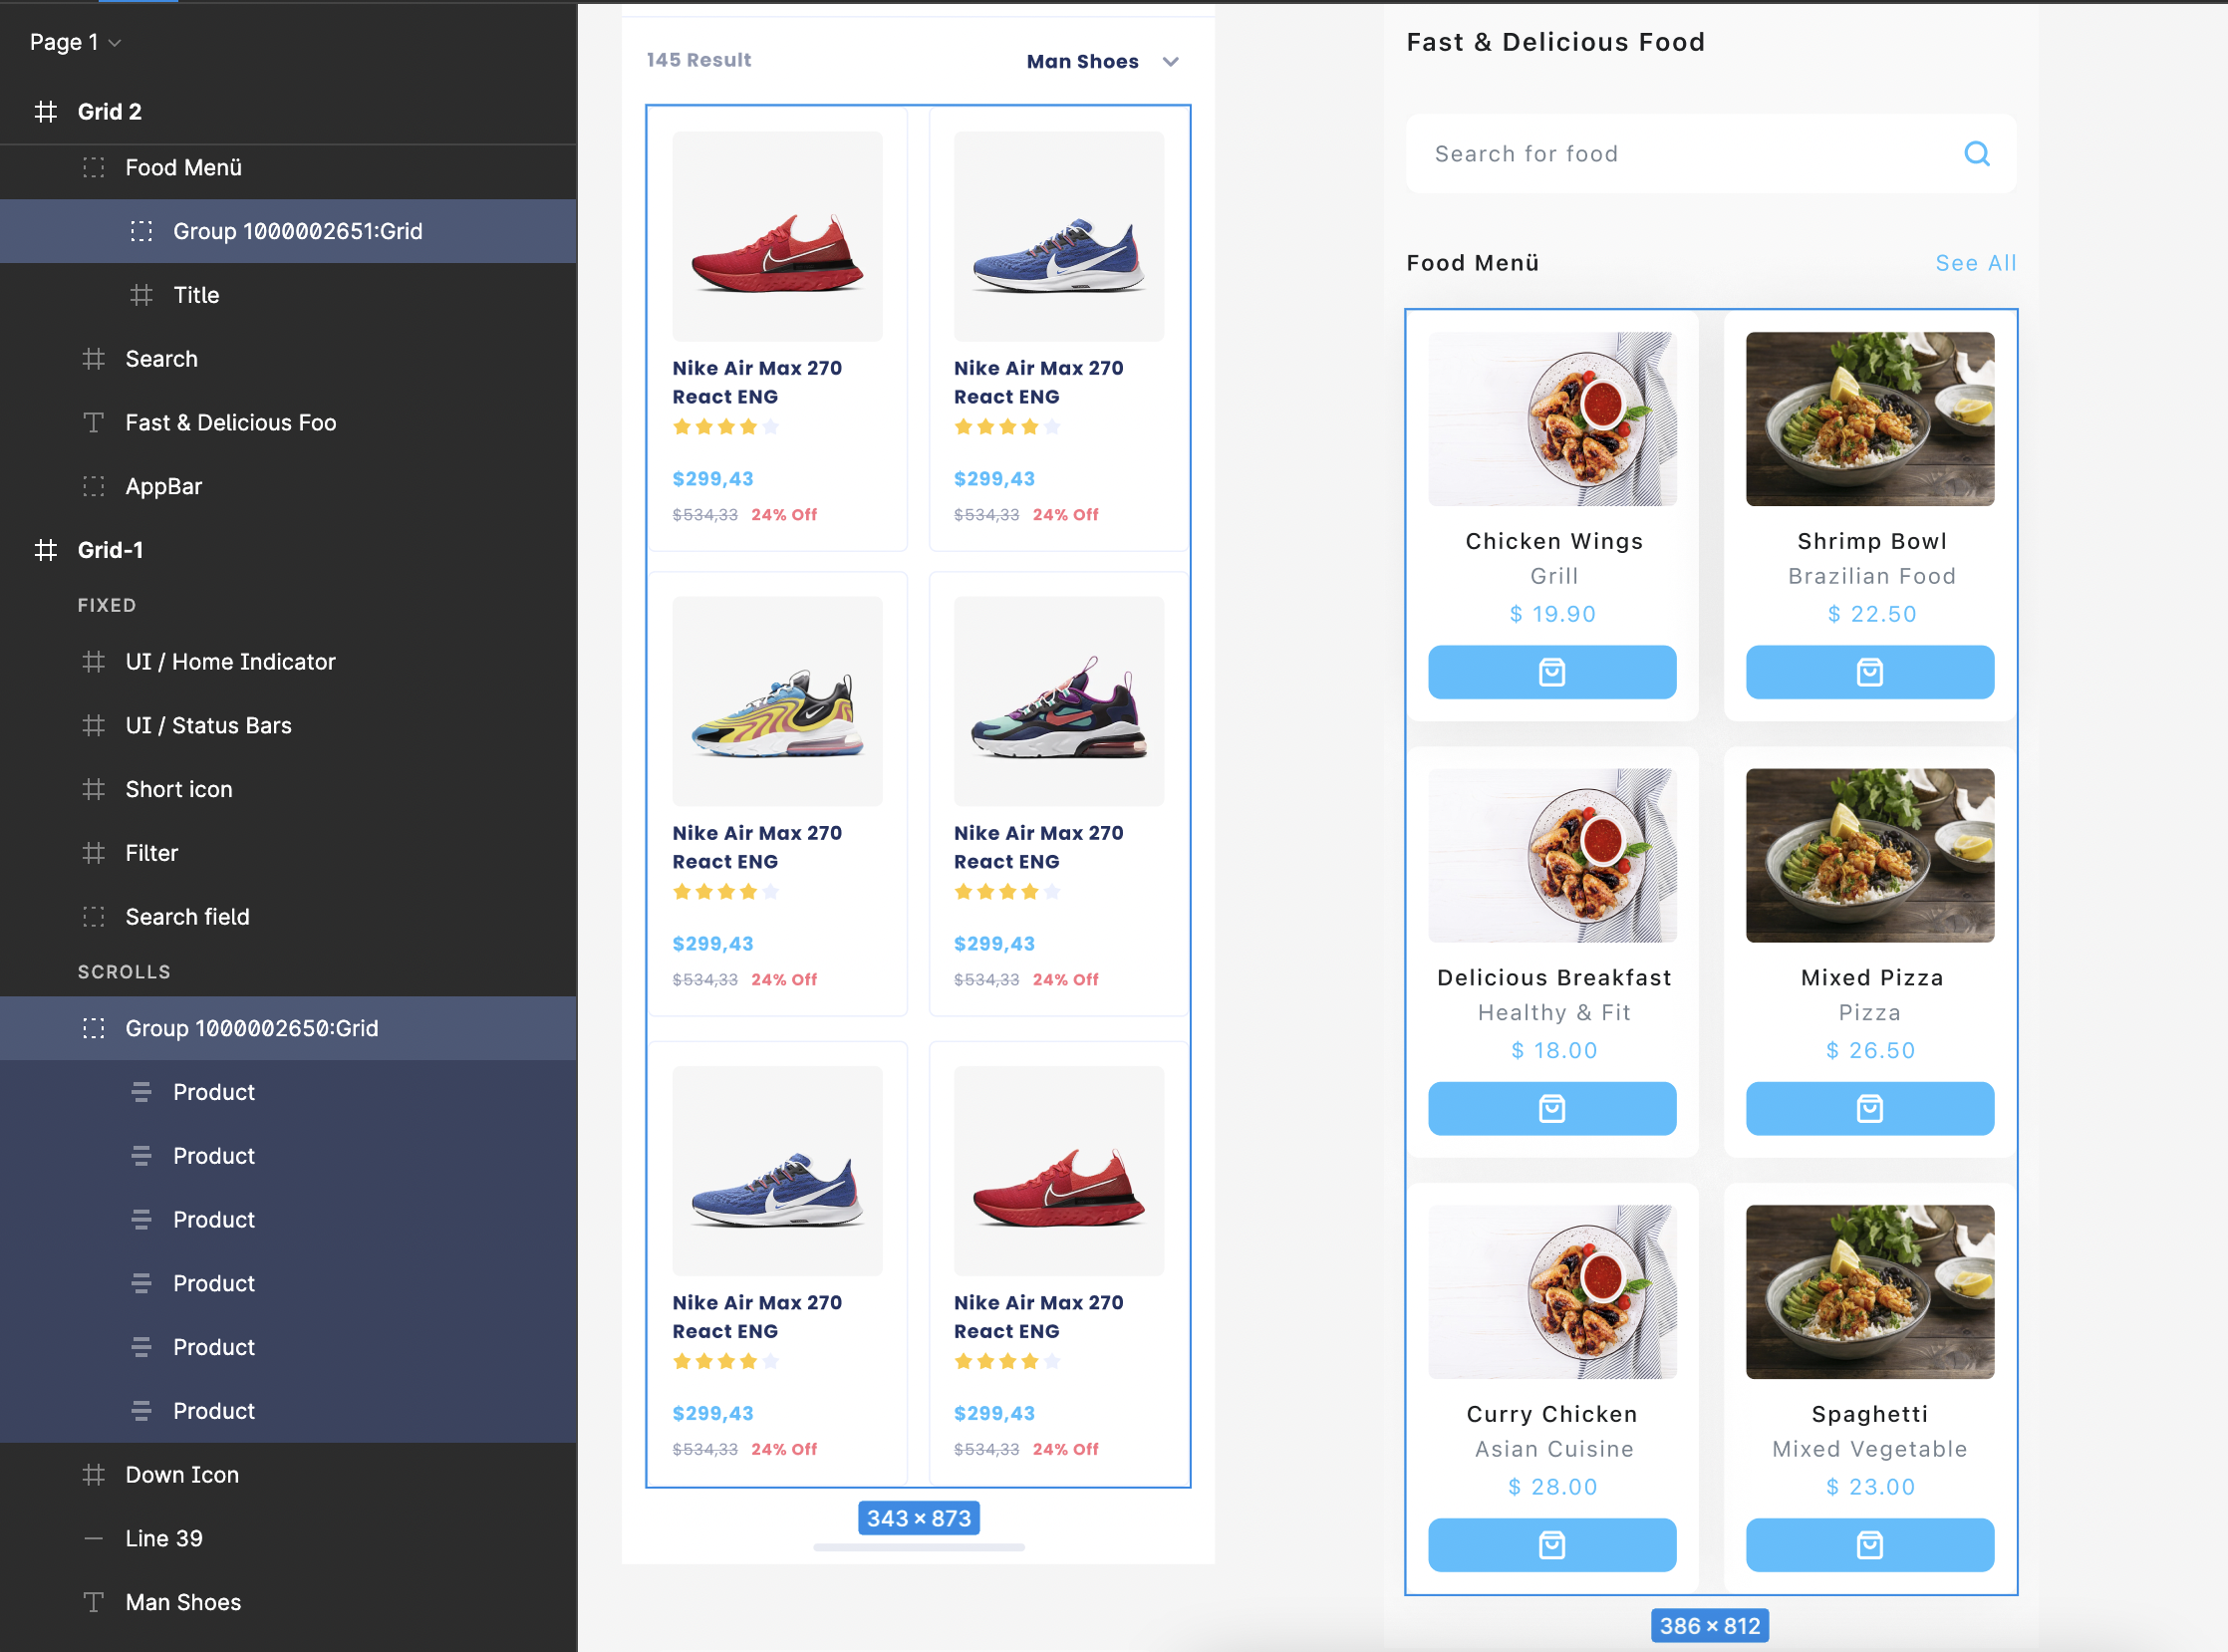 Page 1
Grid 2
Food Menü
Group 1000002651:Grid
Title
Search
Fast & Delicious Foo
AppBar
Grid-1
FIXED
UI / Home Indicator
UI / Status Bars
Short icon
Filter
Search field
SCROLLS
Group 1000002650:Grid
Product
Product
Product
Product
Product
Product
Down Icon
Line 39
Man Shoes
145 Result
Man Shoes
Nike Air Max 270
React ENG
$299,43
$534,33 24% Off
Nike Air Max 270
React ENG
$299,43
$534,33 24% Off
Nike Air Max 270
React ENG
$299,43
$534,33 24% Off
Nike Air Max 270
React ENG
$299,43
$534,33 24% Off
Nike Air Max 270
React ENG
$299,43
$534,33 24% Off
Nike Air Max 270
React ENG
$299,43
$534,33 24% Off
343 × 873
Fast & Delicious Food
Search for food
Food Menü
See All
Chicken Wings
Grill
$ 19.90
Shrimp Bowl
Brazilian Food
$ 22.50
Delicious Breakfast
Healthy & Fit
$ 18.00
Mixed Pizza
Pizza
$ 26.50
Curry Chicken
Asian Cuisine
$ 28.00
Spaghetti
Mixed Vegetable
$ 23.00
386 × 812